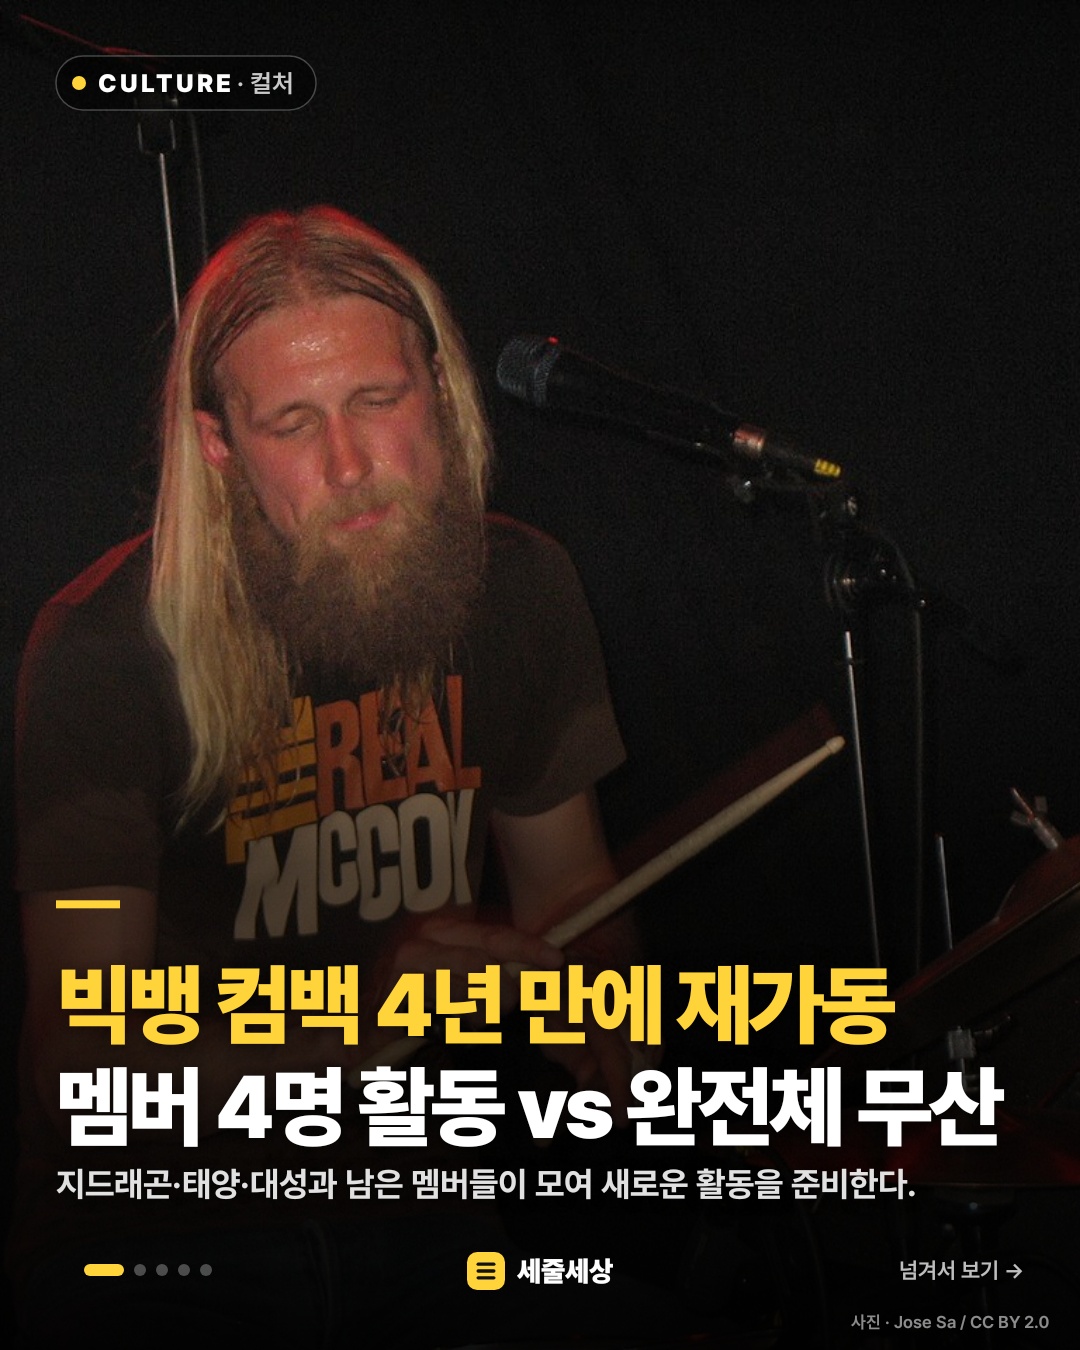 CULTURE · 컬처
THE REAL
McCOY
빅뱅 컴백 4년 만에 재가동
멤버 4명 활동 vs 완전체 무산
지드래곤·태양·대성과 남은 멤버들이 모여 새로운 활동을 준비한다.
세줄세상
넘겨서 보기 →
사진 · Jose Sa / CC BY 2.0